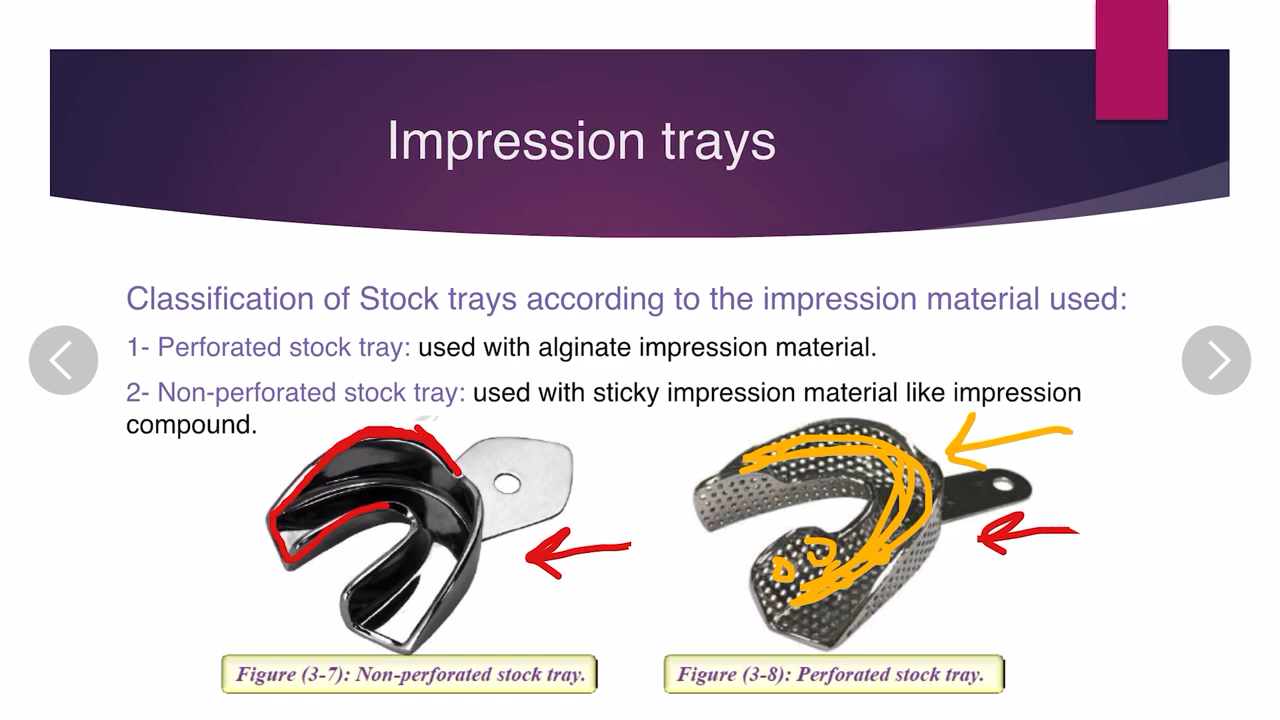 Impression trays
Classification of Stock trays according to the impression material used:
1- Perforated stock tray: used with alginate impression material.
2- Non-perforated stock tray: used with sticky impression material like impression
compound.
Figure (3-7): Non-perforated stock tray.
Figure (3-8): Perforated stock tray.